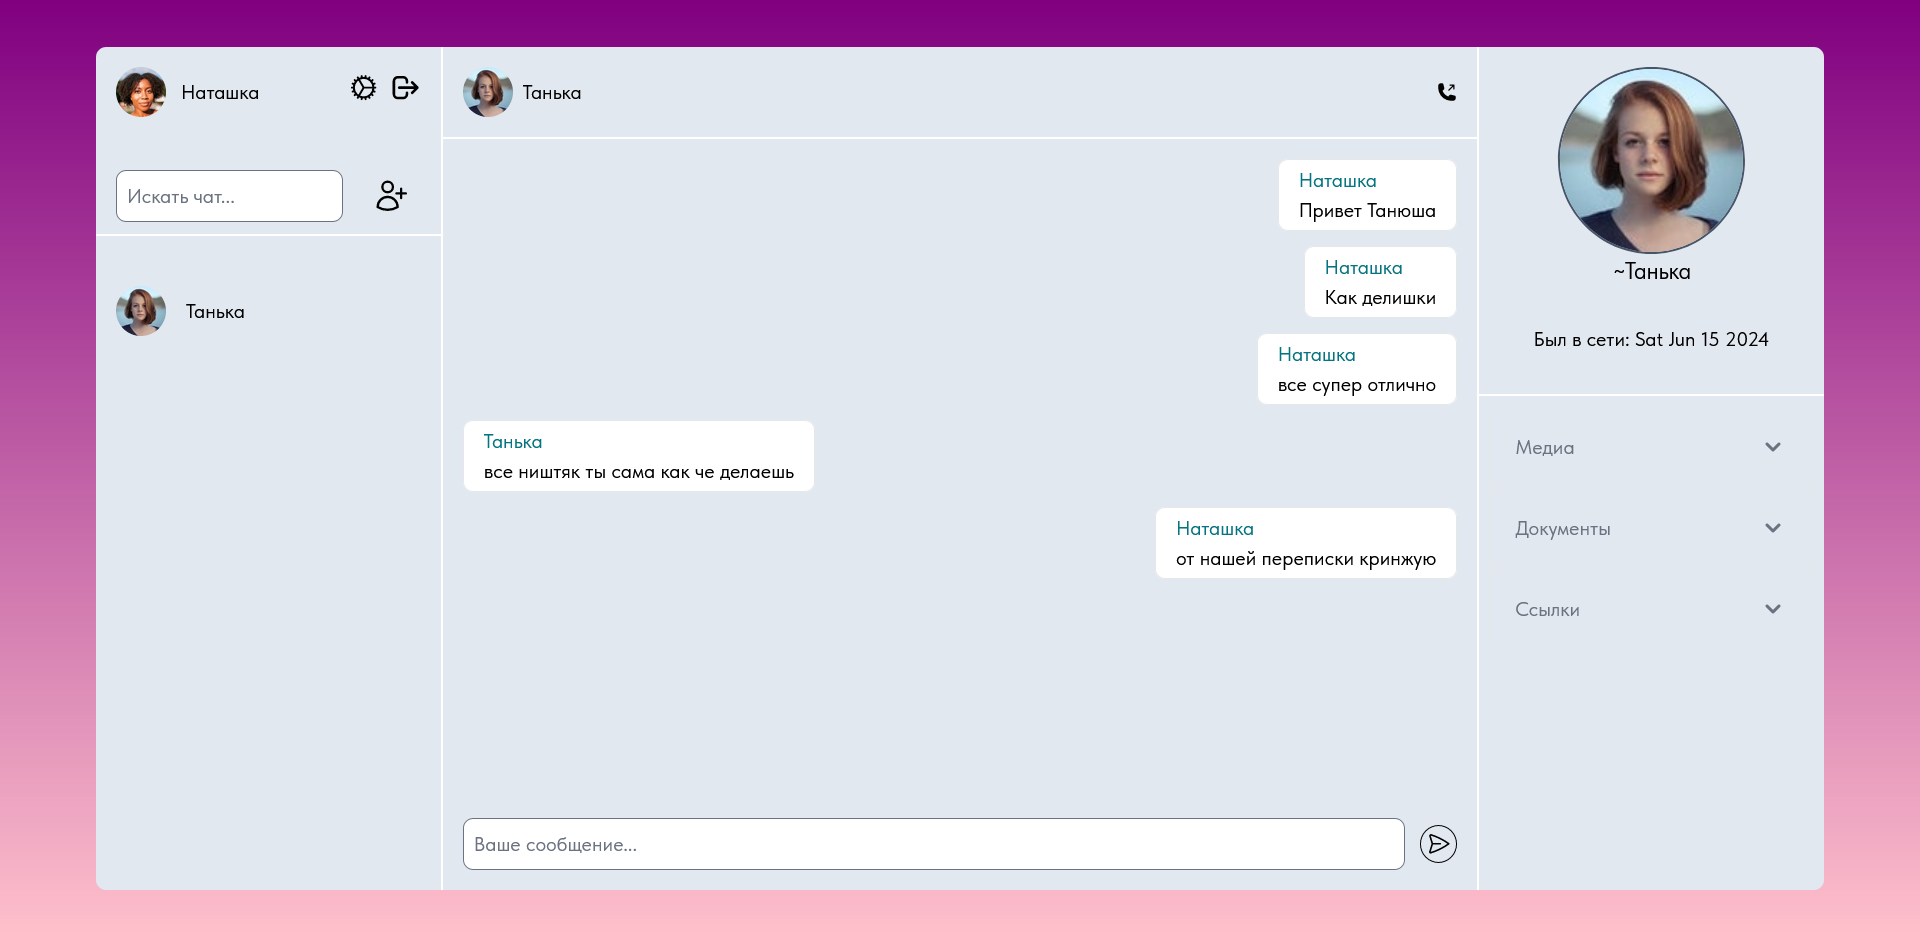 Наташка
Искать чат...
Танька
Танька
Наташка
Привет Танюша
Наташка
Как делишки
Наташка
все супер отлично
Танька
все ништяк ты сама как че делаешь
Наташка
от нашей переписки кринжую
Ваше сообщение...
~Танька
Был в сети: Sat Jun 15 2024
Медиа
Документы
Ссылки